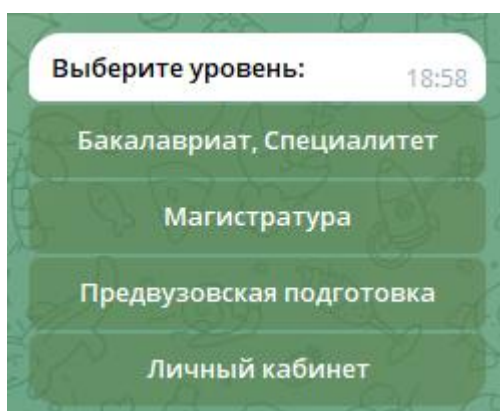 Выберите уровень:
18:58
Бакалавриат, Специалитет
Магистратура
Предвузовская подготовка
Личный кабинет